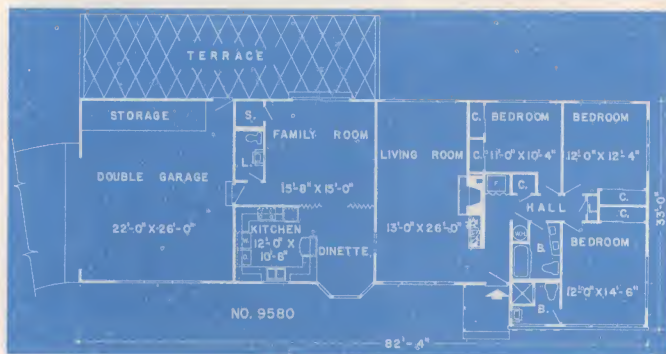 TERRACE
STORAGE
S.
FAMILY ROOM
C.
BEDROOM
BEDROOM
L.
LIVING ROOM
C.
11'-0" X 10'-4"
12'-0" X 12'-4"
DOUBLE GARAGE
15'-8" X 15'-0"
F
C.
L.
C.
HALL
C.
22'-0" X 26'-0"
KITCHEN
12'-0" X
10'-8"
13'-0" X 26'-0"
33'-0"
W.H.
B.
BEDROOM
DINETTE
12'-0" X 14'-6"
B.
NO. 9580
82'-4"